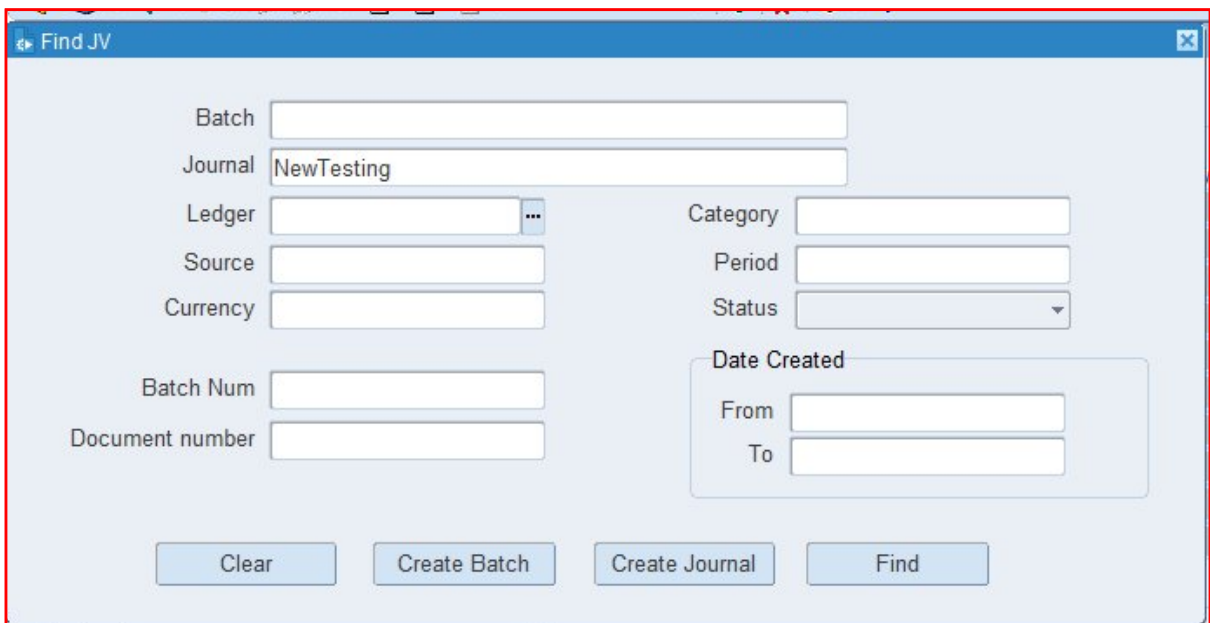 Find JV
Batch
Journal NewTesting
Ledger ... Category
Source Period
Currency Status
Date Created
Batch Num
From
Document number
To
Clear Create Batch Create Journal Find